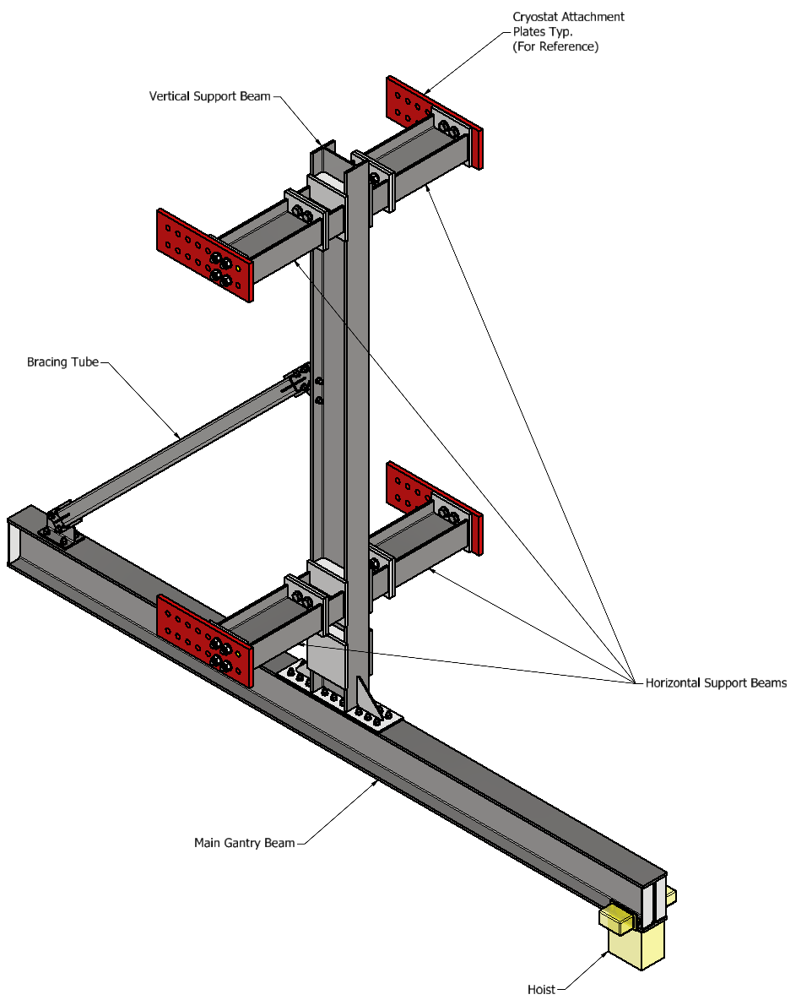 Cryostat Attachment
Plates Typ.
(For Reference)
Vertical Support Beam
Bracing Tube
Horizontal Support Beams
Main Gantry Beam
Hoist